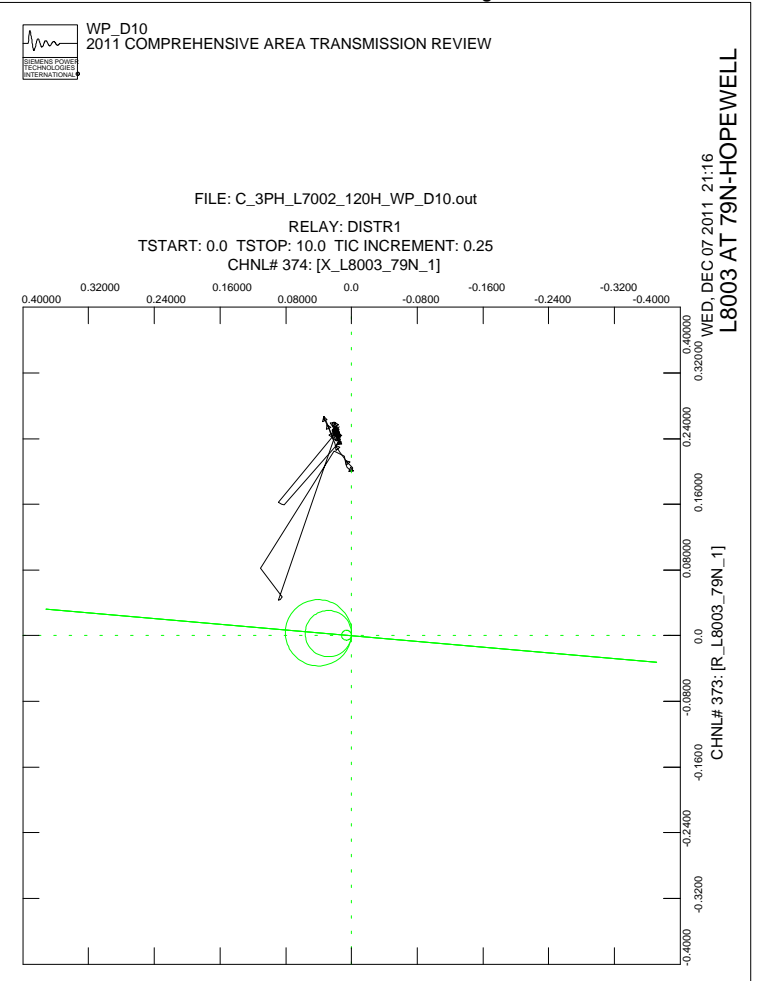 WP_D10
2011 COMPREHENSIVE AREA TRANSMISSION REVIEW
SIEMENS POWER
TECHNOLOGIES
INTERNATIONAL
FILE: C_3PH_L7002_120H_WP_D10.out
RELAY: DISTR1
TSTART: 0.0 TSTOP: 10.0 TIC INCREMENT: 0.25
CHNL# 374: [X_L8003_79N_1]
0.40000 0.32000 0.24000 0.16000 0.08000 0.0 -0.0800 -0.1600 -0.2400 -0.3200 -0.4000
WED, DEC 07 2011 21:16
L8003 AT 79N-HOPEWELL
0.40000
0.32000
0.24000
0.16000
0.08000
0.0
-0.0800
-0.1600
-0.2400
-0.3200
-0.4000
CHNL# 373: [R_L8003_79N_1]